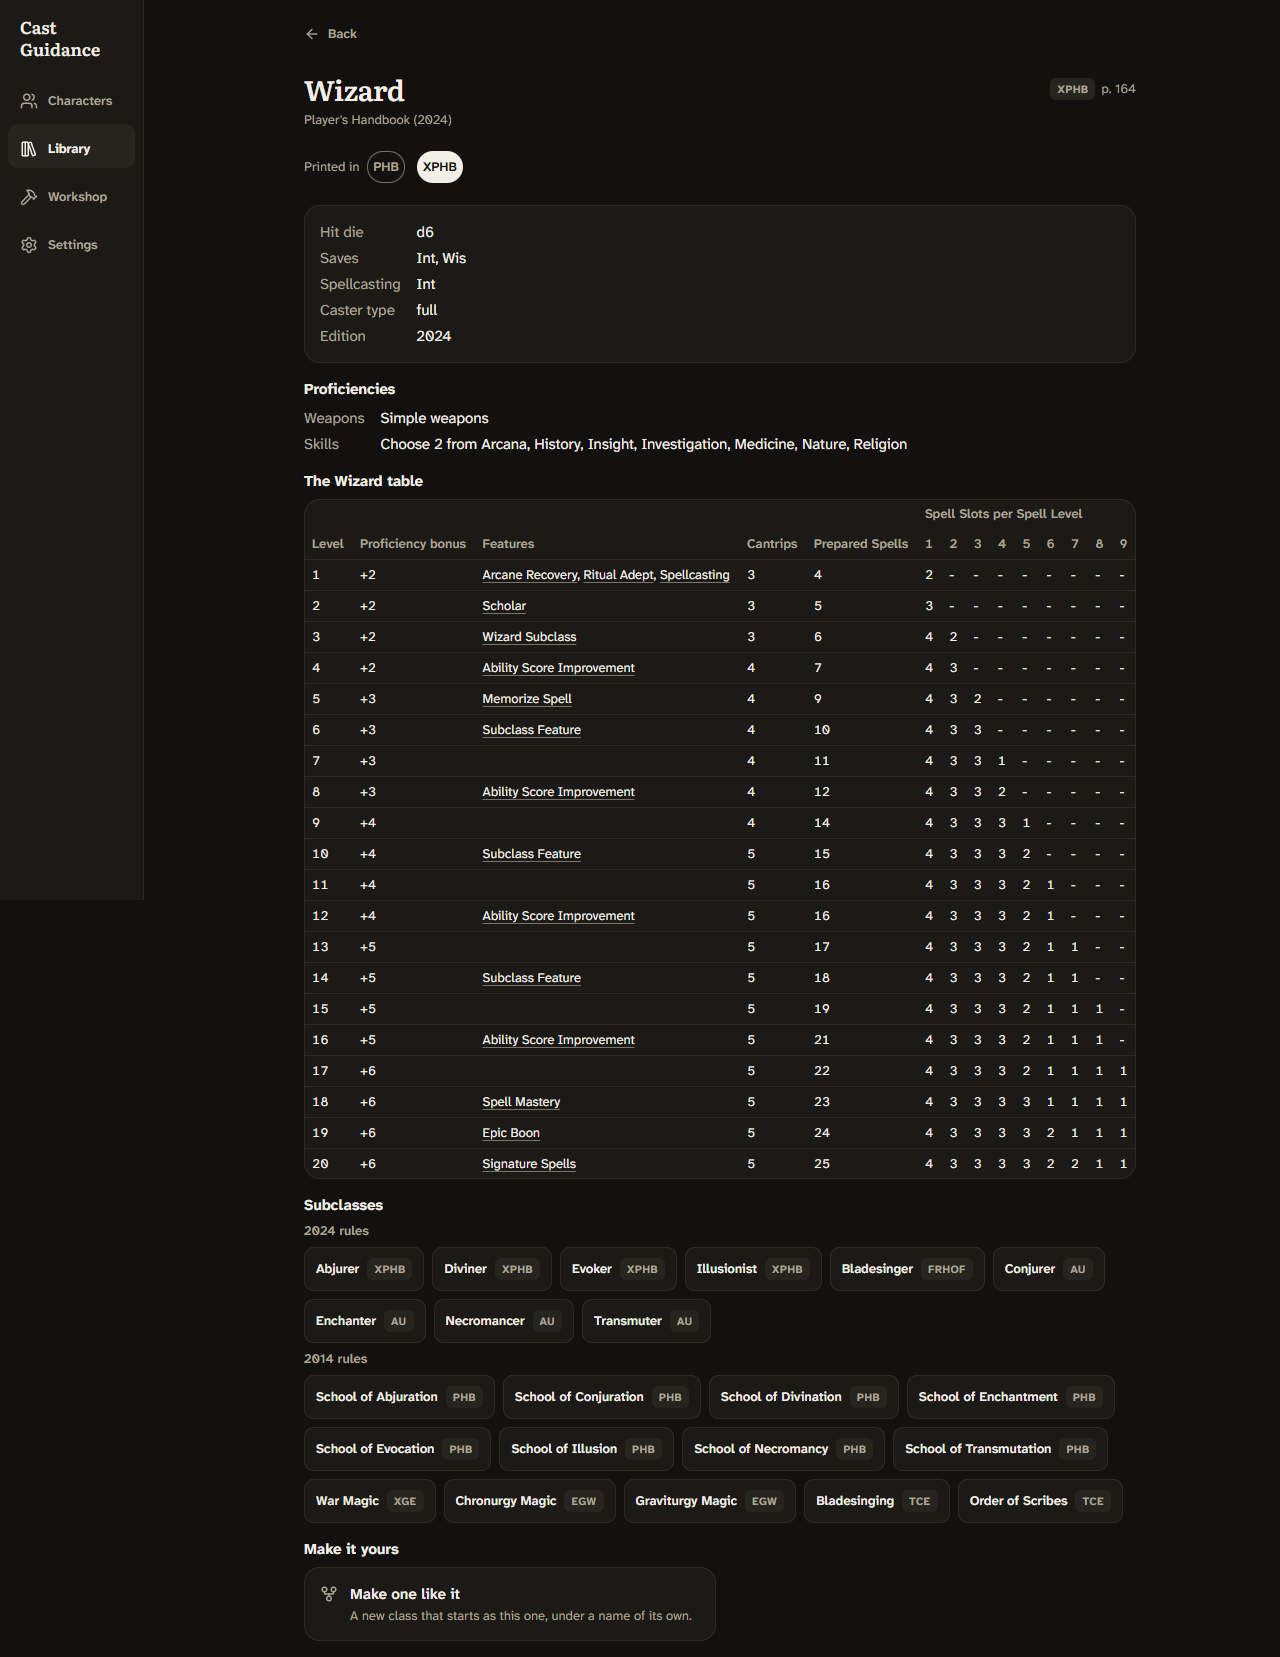 Cast
Guidance
Characters
Library
Workshop
Settings
Back
Wizard
XPHB p. 164
Player's Handbook (2024)
Printed in PHB XPHB
Hit die d6
Saves Int, Wis
Spellcasting Int
Caster type full
Edition 2024
Proficiencies
Weapons Simple weapons
Skills Choose 2 from Arcana, History, Insight, Investigation, Medicine, Nature, Religion
The Wizard table
Spell Slots per Spell Level
Level Proficiency bonus Features Cantrips Prepared Spells 1 2 3 4 5 6 7 8 9
1 +2 Arcane Recovery, Ritual Adept, Spellcasting 3 4 2 - - - - - - - -
2 +2 Scholar 3 5 3 - - - - - - - -
3 +2 Wizard Subclass 3 6 4 2 - - - - - - -
4 +2 Ability Score Improvement 4 7 4 3 - - - - - - -
5 +3 Memorize Spell 4 9 4 3 2 - - - - - -
6 +3 Subclass Feature 4 10 4 3 3 - - - - - -
7 +3 4 11 4 3 3 1 - - - - -
8 +3 Ability Score Improvement 4 12 4 3 3 2 - - - - -
9 +4 4 14 4 3 3 3 1 - - - -
10 +4 Subclass Feature 5 15 4 3 3 3 2 - - - -
11 +4 5 16 4 3 3 3 2 1 - - -
12 +4 Ability Score Improvement 5 16 4 3 3 3 2 1 - - -
13 +5 5 17 4 3 3 3 2 1 1 - -
14 +5 Subclass Feature 5 18 4 3 3 3 2 1 1 - -
15 +5 5 19 4 3 3 3 2 1 1 1 -
16 +5 Ability Score Improvement 5 21 4 3 3 3 2 1 1 1 -
17 +6 5 22 4 3 3 3 2 1 1 1 1
18 +6 Spell Mastery 5 23 4 3 3 3 3 1 1 1 1
19 +6 Epic Boon 5 24 4 3 3 3 3 2 1 1 1
20 +6 Signature Spells 5 25 4 3 3 3 3 2 2 1 1
Subclasses
2024 rules
Abjurer XPHB Diviner XPHB Evoker XPHB Illusionist XPHB Bladesinger FRHOF Conjurer AU
Enchanter AU Necromancer AU Transmuter AU
2014 rules
School of Abjuration PHB School of Conjuration PHB School of Divination PHB School of Enchantment PHB
School of Evocation PHB School of Illusion PHB School of Necromancy PHB School of Transmutation PHB
War Magic XGE Chronurgy Magic EGW Graviturgy Magic EGW Bladesinging TCE Order of Scribes TCE
Make it yours
Make one like it
A new class that starts as this one, under a name of its own.